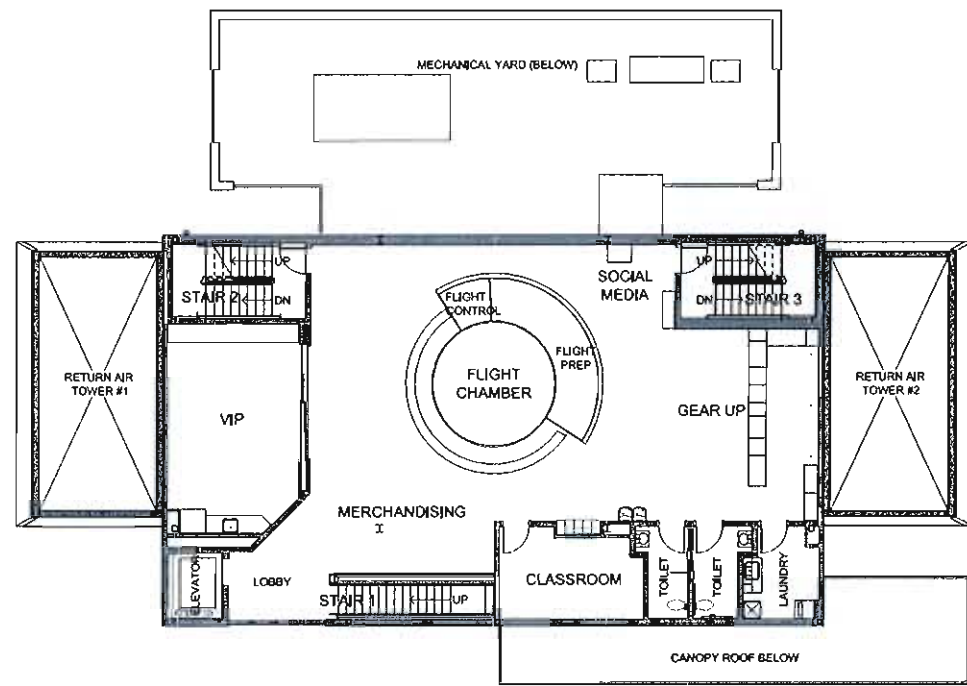 MECHANICAL YARD (BELOW)
UP
STAIR 2
DN
SOCIAL
MEDIA
UP
DN
STAIR 3
FLIGHT
CONTROL
FLIGHT
PREP
FLIGHT
CHAMBER
RETURN AIR
TOWER #1
VIP
GEAR UP
RETURN AIR
TOWER #2
MERCHANDISING
ELEVATOR
LOBBY
STAIR 1
UP
CLASSROOM
TOILET
TOILET
LAUNDRY
CANOPY ROOF BELOW